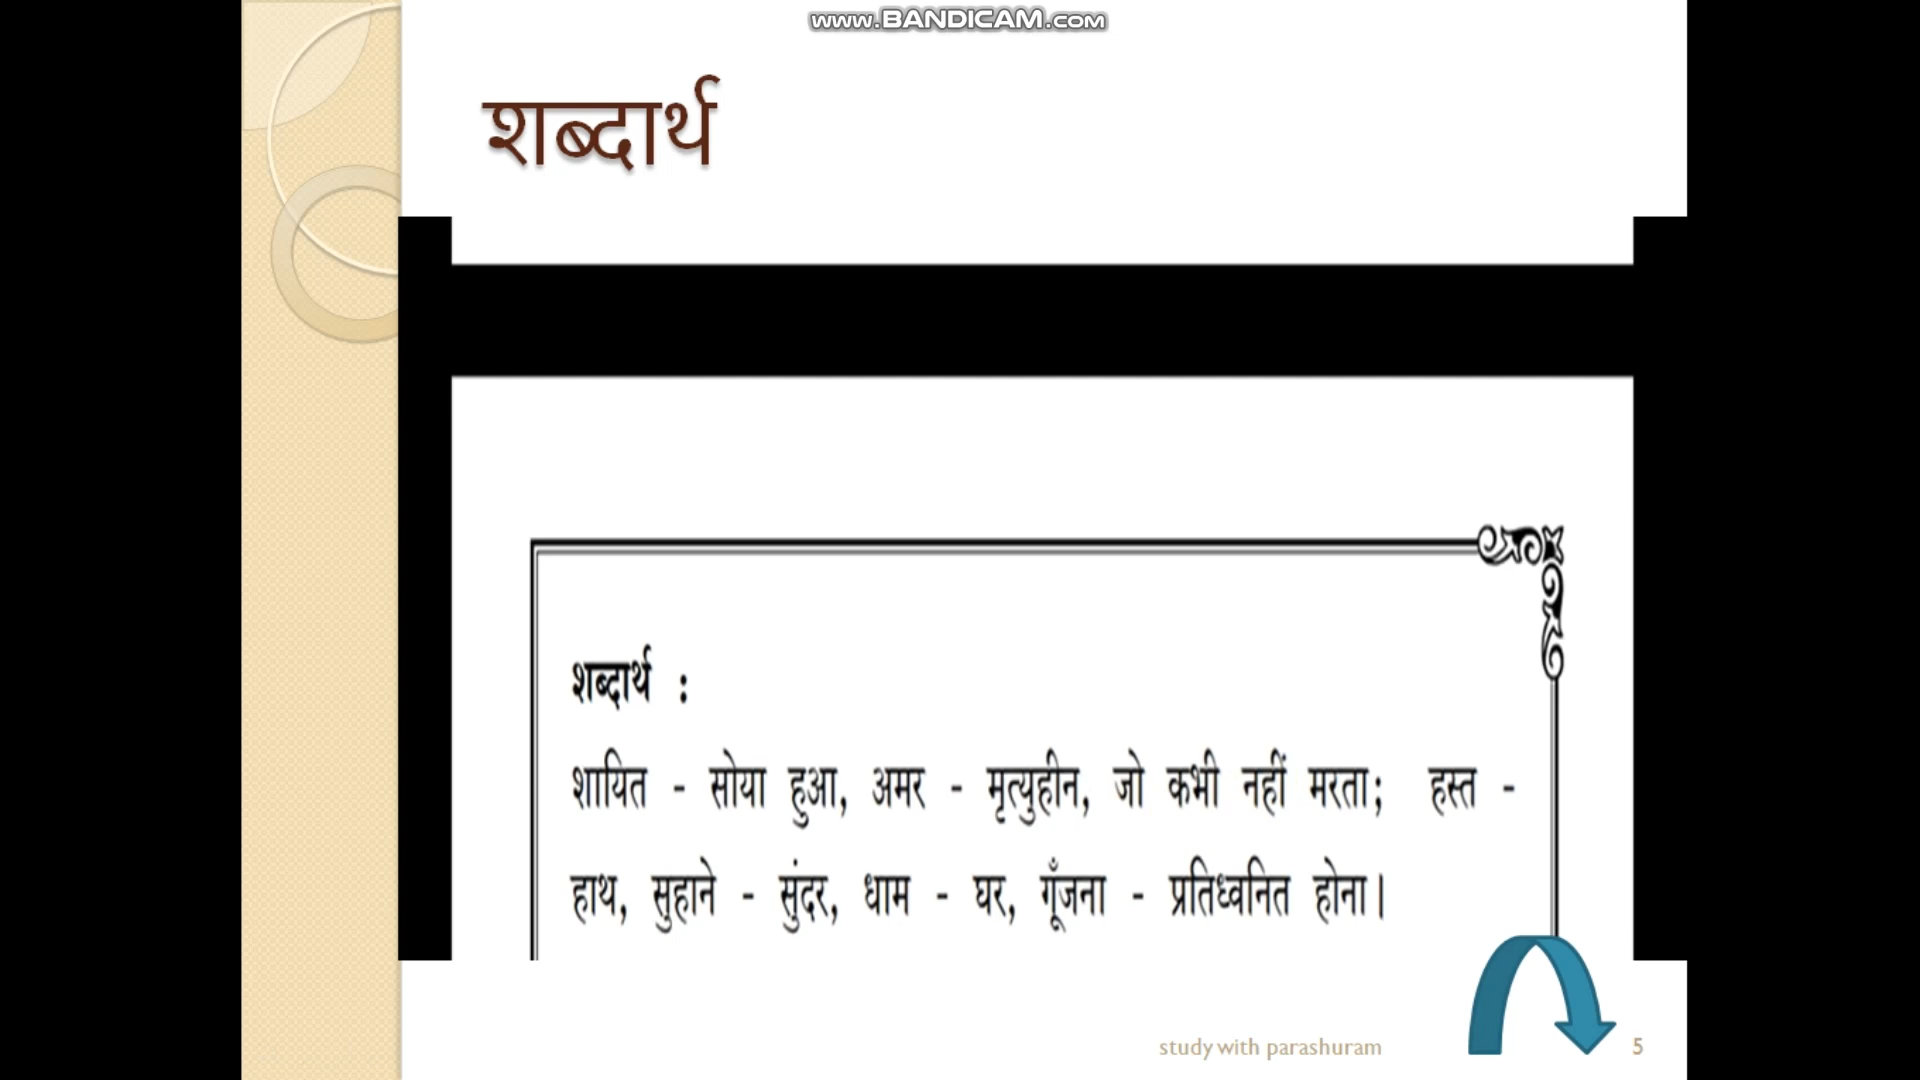 www.BANDICAM.com
शब्दार्थ
शब्दार्थ :
शायित - सोया हुआ, अमर - मृत्युहीन, जो कभी नहीं मरता; हस्त -
हाथ, सुहाने - सुंदर, धाम - घर, गूँजना - प्रतिध्वनित होना।
study with parashuram
5